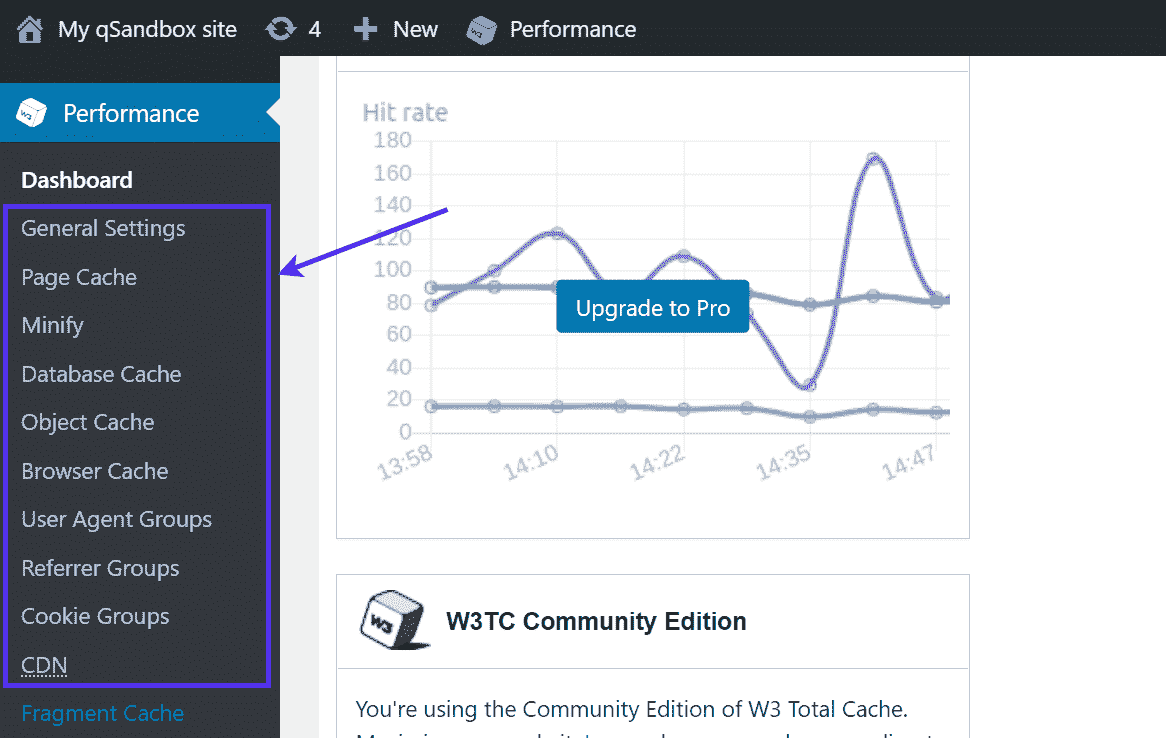 My qSandbox site 4 New Performance
Performance
Dashboard
General Settings
Page Cache
Minify
Database Cache
Object Cache
Browser Cache
User Agent Groups
Referrer Groups
Cookie Groups
CDN
Fragment Cache
Hit rate
180
160
140
120
100
80
60
40
20
0
13:58 14:10 14:22 14:35 14:47
Upgrade to Pro
W3
W3TC Community Edition
You're using the Community Edition of W3 Total Cache.